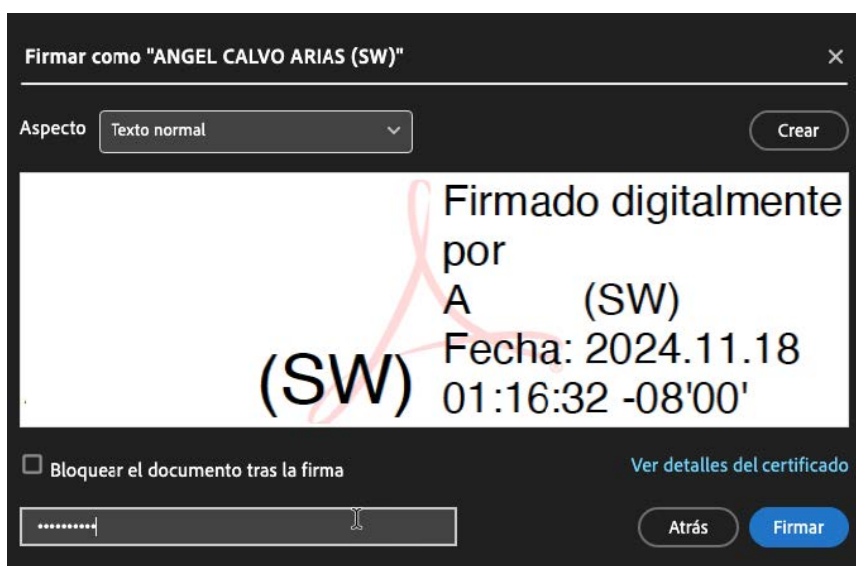 Firmar como "ANGEL CALVO ARIAS (SW)"
Aspecto Texto normal Crear
(SW)
Firmado digitalmente
por
A (SW)
Fecha: 2024.11.18
01:16:32 -08'00'
Bloquear el documento tras la firma
Ver detalles del certificado
••••••••••
Atrás Firmar